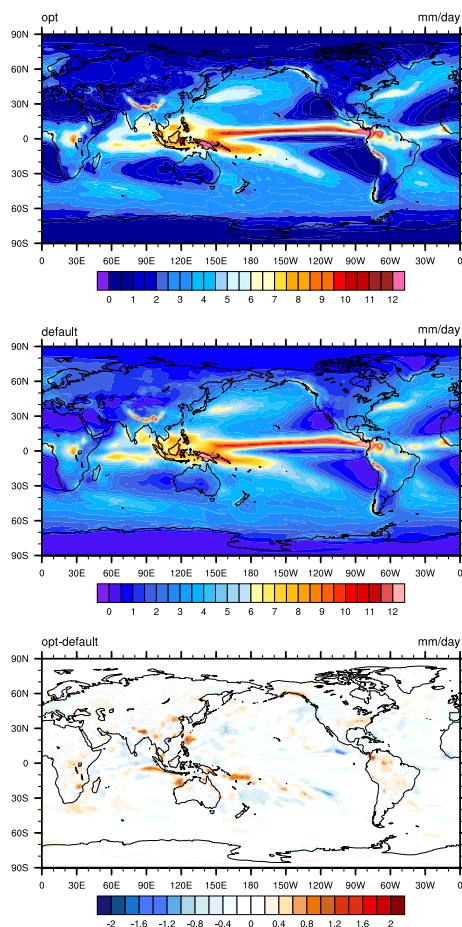 opt mm/day
90N
60N
30N
0
30S
60S
90S
0 30E 60E 90E 120E 150E 180 150W 120W 90W 60W 30W 0
0 1 2 3 4 5 6 7 8 9 10 11 12
default mm/day
90N
60N
30N
0
30S
60S
90S
0 30E 60E 90E 120E 150E 180 150W 120W 90W 60W 30W 0
0 1 2 3 4 5 6 7 8 9 10 11 12
opt-default mm/day
90N
60N
30N
0
30S
60S
90S
0 30E 60E 90E 120E 150E 180 150W 120W 90W 60W 30W 0
-2 -1.6 -1.2 -0.8 -0.4 0 0.4 0.8 1.2 1.6 2